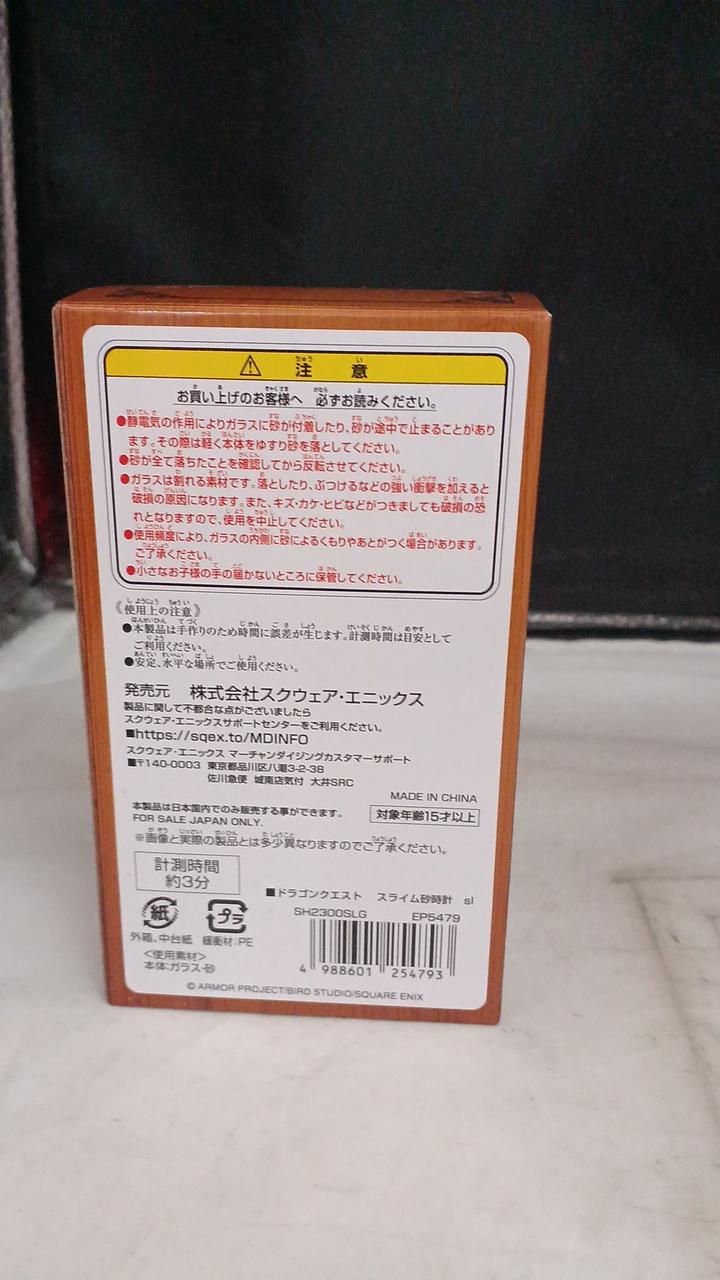 ⚠ 注意
お買い上げのお客様へ 必ずお読みください。
●静電気の作用によりガラスに砂が付着したり、砂が途中で止まることがあり
ます。その際は軽く本体をゆすり砂を落としてください。
●砂が全て落ちたことを確認してから反転させてください。
●ガラスは割れる素材です。落としたり、ぶつけるなどの強い衝撃を加えると
破損の原因になります。また、キズ・カケ・ヒビなどがつきましても破損の恐
れとなりますので、使用を中止してください。
●使用頻度により、ガラスの内側に砂によるくもりやあとがつく場合があります。
ご了承ください。
●小さなお子様の手の届かないところに保管してください。
《使用上の注意》
●本製品は手作りのため時間に誤差が生じます。計測時間は目安として
ご利用ください。
●安定、水平な場所でご使用ください。
発売元 株式会社スクウェア・エニックス
製品に関して不都合な点がございましたら
スクウェア・エニックスサポートセンターをご利用ください。
■https://sqex.to/MDINFO
スクウェア・エニックス マーチャンダイジングカスタマーサポート
■〒140-0003 東京都品川区八潮3-2-38
佐川急便 城南店気付 大井SRC
MADE IN CHINA
本製品は日本国内でのみ販売する事ができます。
FOR SALE JAPAN ONLY.
対象年齢15才以上
※画像と実際の製品とは多少異なりますのでご了承ください。
計測時間
約3分
■ドラゴンクエスト スライム砂時計 sl
SH2300SLG EP5479
紙 プラ
外箱、中台紙 緩衝材:PE
4 988601 254793
<使用素材>
本体:ガラス・砂
© ARMOR PROJECT/BIRD STUDIO/SQUARE ENIX